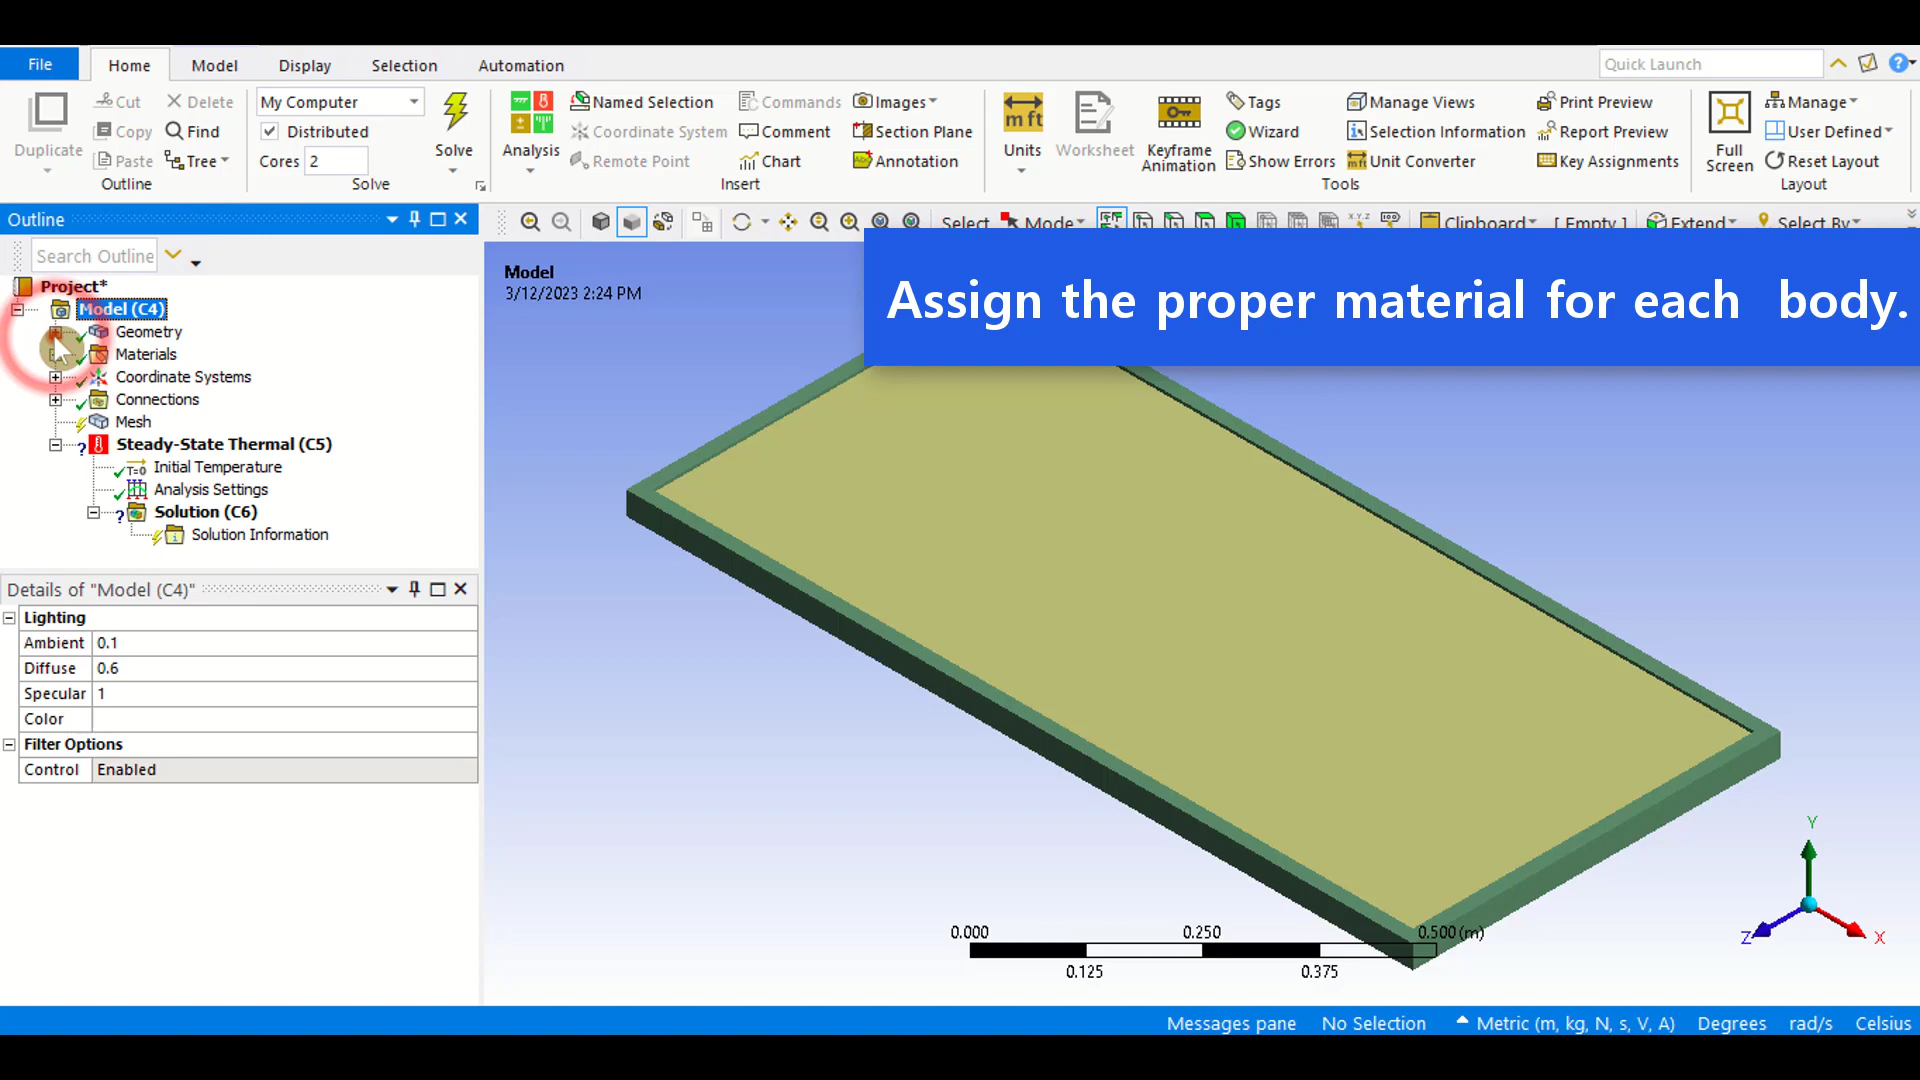 File Home Model Display Selection Automation Quick Launch
Duplicate Cut Copy Paste Delete Find Tree Outline
My Computer Distributed Cores 2 Solve Solve
Analysis Named Selection Coordinate System Remote Point Commands Comment Chart Images Section Plane Annotation Insert
Units Worksheet Keyframe Animation Tags Wizard Show Errors Manage Views Selection Information Unit Converter Print Preview Report Preview Key Assignments Tools
Full Screen Manage User Defined Reset Layout Layout
Outline
Select Mode Clipboard [ Empty ] Extend Select By
Search Outline
Project*
Model (C4)
Geometry
Materials
Coordinate Systems
Connections
Mesh
Steady-State Thermal (C5)
T=0 Initial Temperature
Analysis Settings
Solution (C6)
Solution Information
Details of "Model (C4)"
Lighting
Ambient 0.1
Diffuse 0.6
Specular 1
Color
Filter Options
Control Enabled
Model
3/12/2023 2:24 PM
Assign the proper material for each body.
0.000 0.250 0.500 (m)
0.125 0.375
Y
Z X
Messages pane No Selection Metric (m, kg, N, s, V, A) Degrees rad/s Celsius